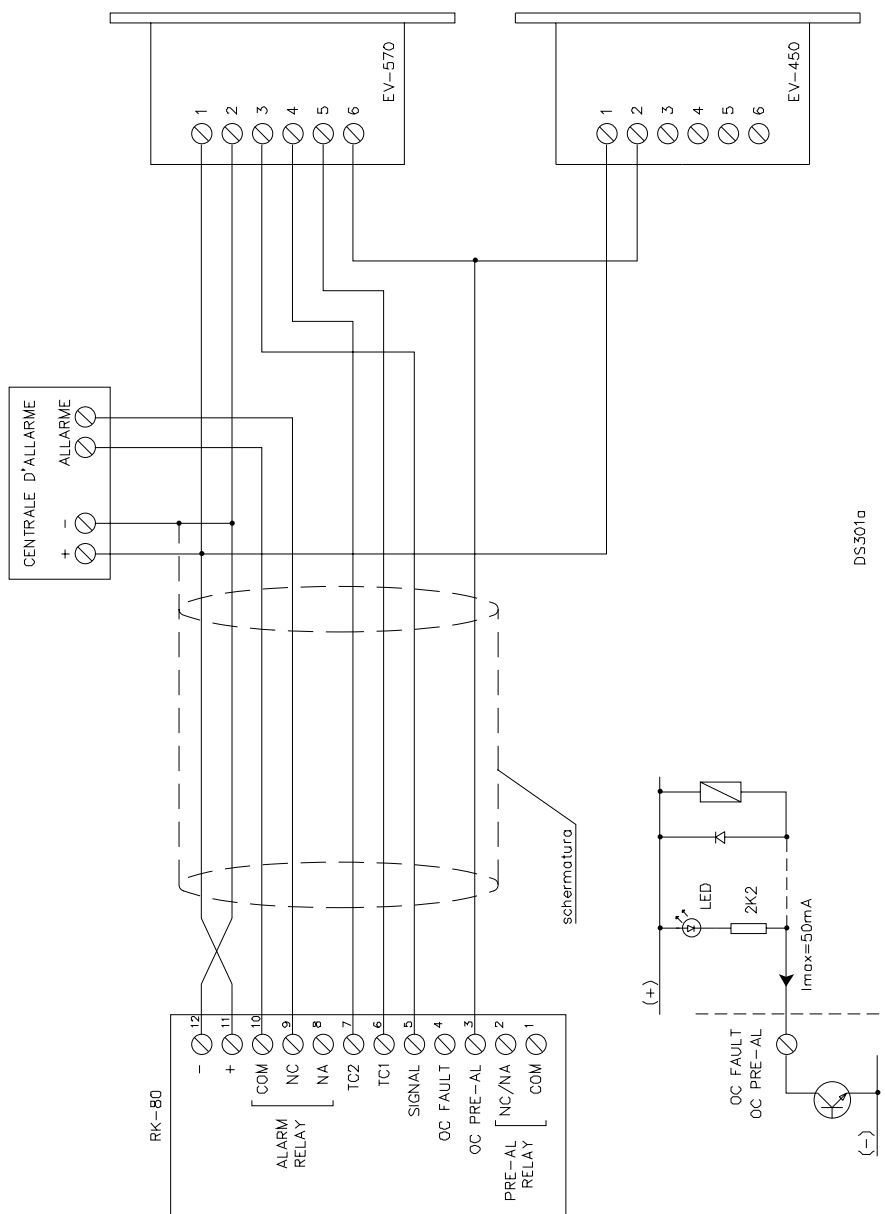 EV-570
1
2
3
4
5
6
EV-450
1
2
3
4
5
6
CENTRALE D'ALLARME
+
-
ALLARME
schermatura
RK-80
- 12
+ 11
COM 10
NC 9
NA 8
ALARM
RELAY
TC2 7
TC1 6
SIGNAL 5
OC FAULT 4
OC PRE-AL 3
NC/NA 2
COM 1
PRE-AL
RELAY
(+)
LED
2K2
Imax=50mA
OC FAULT
OC PRE-AL
(-)
DS301a